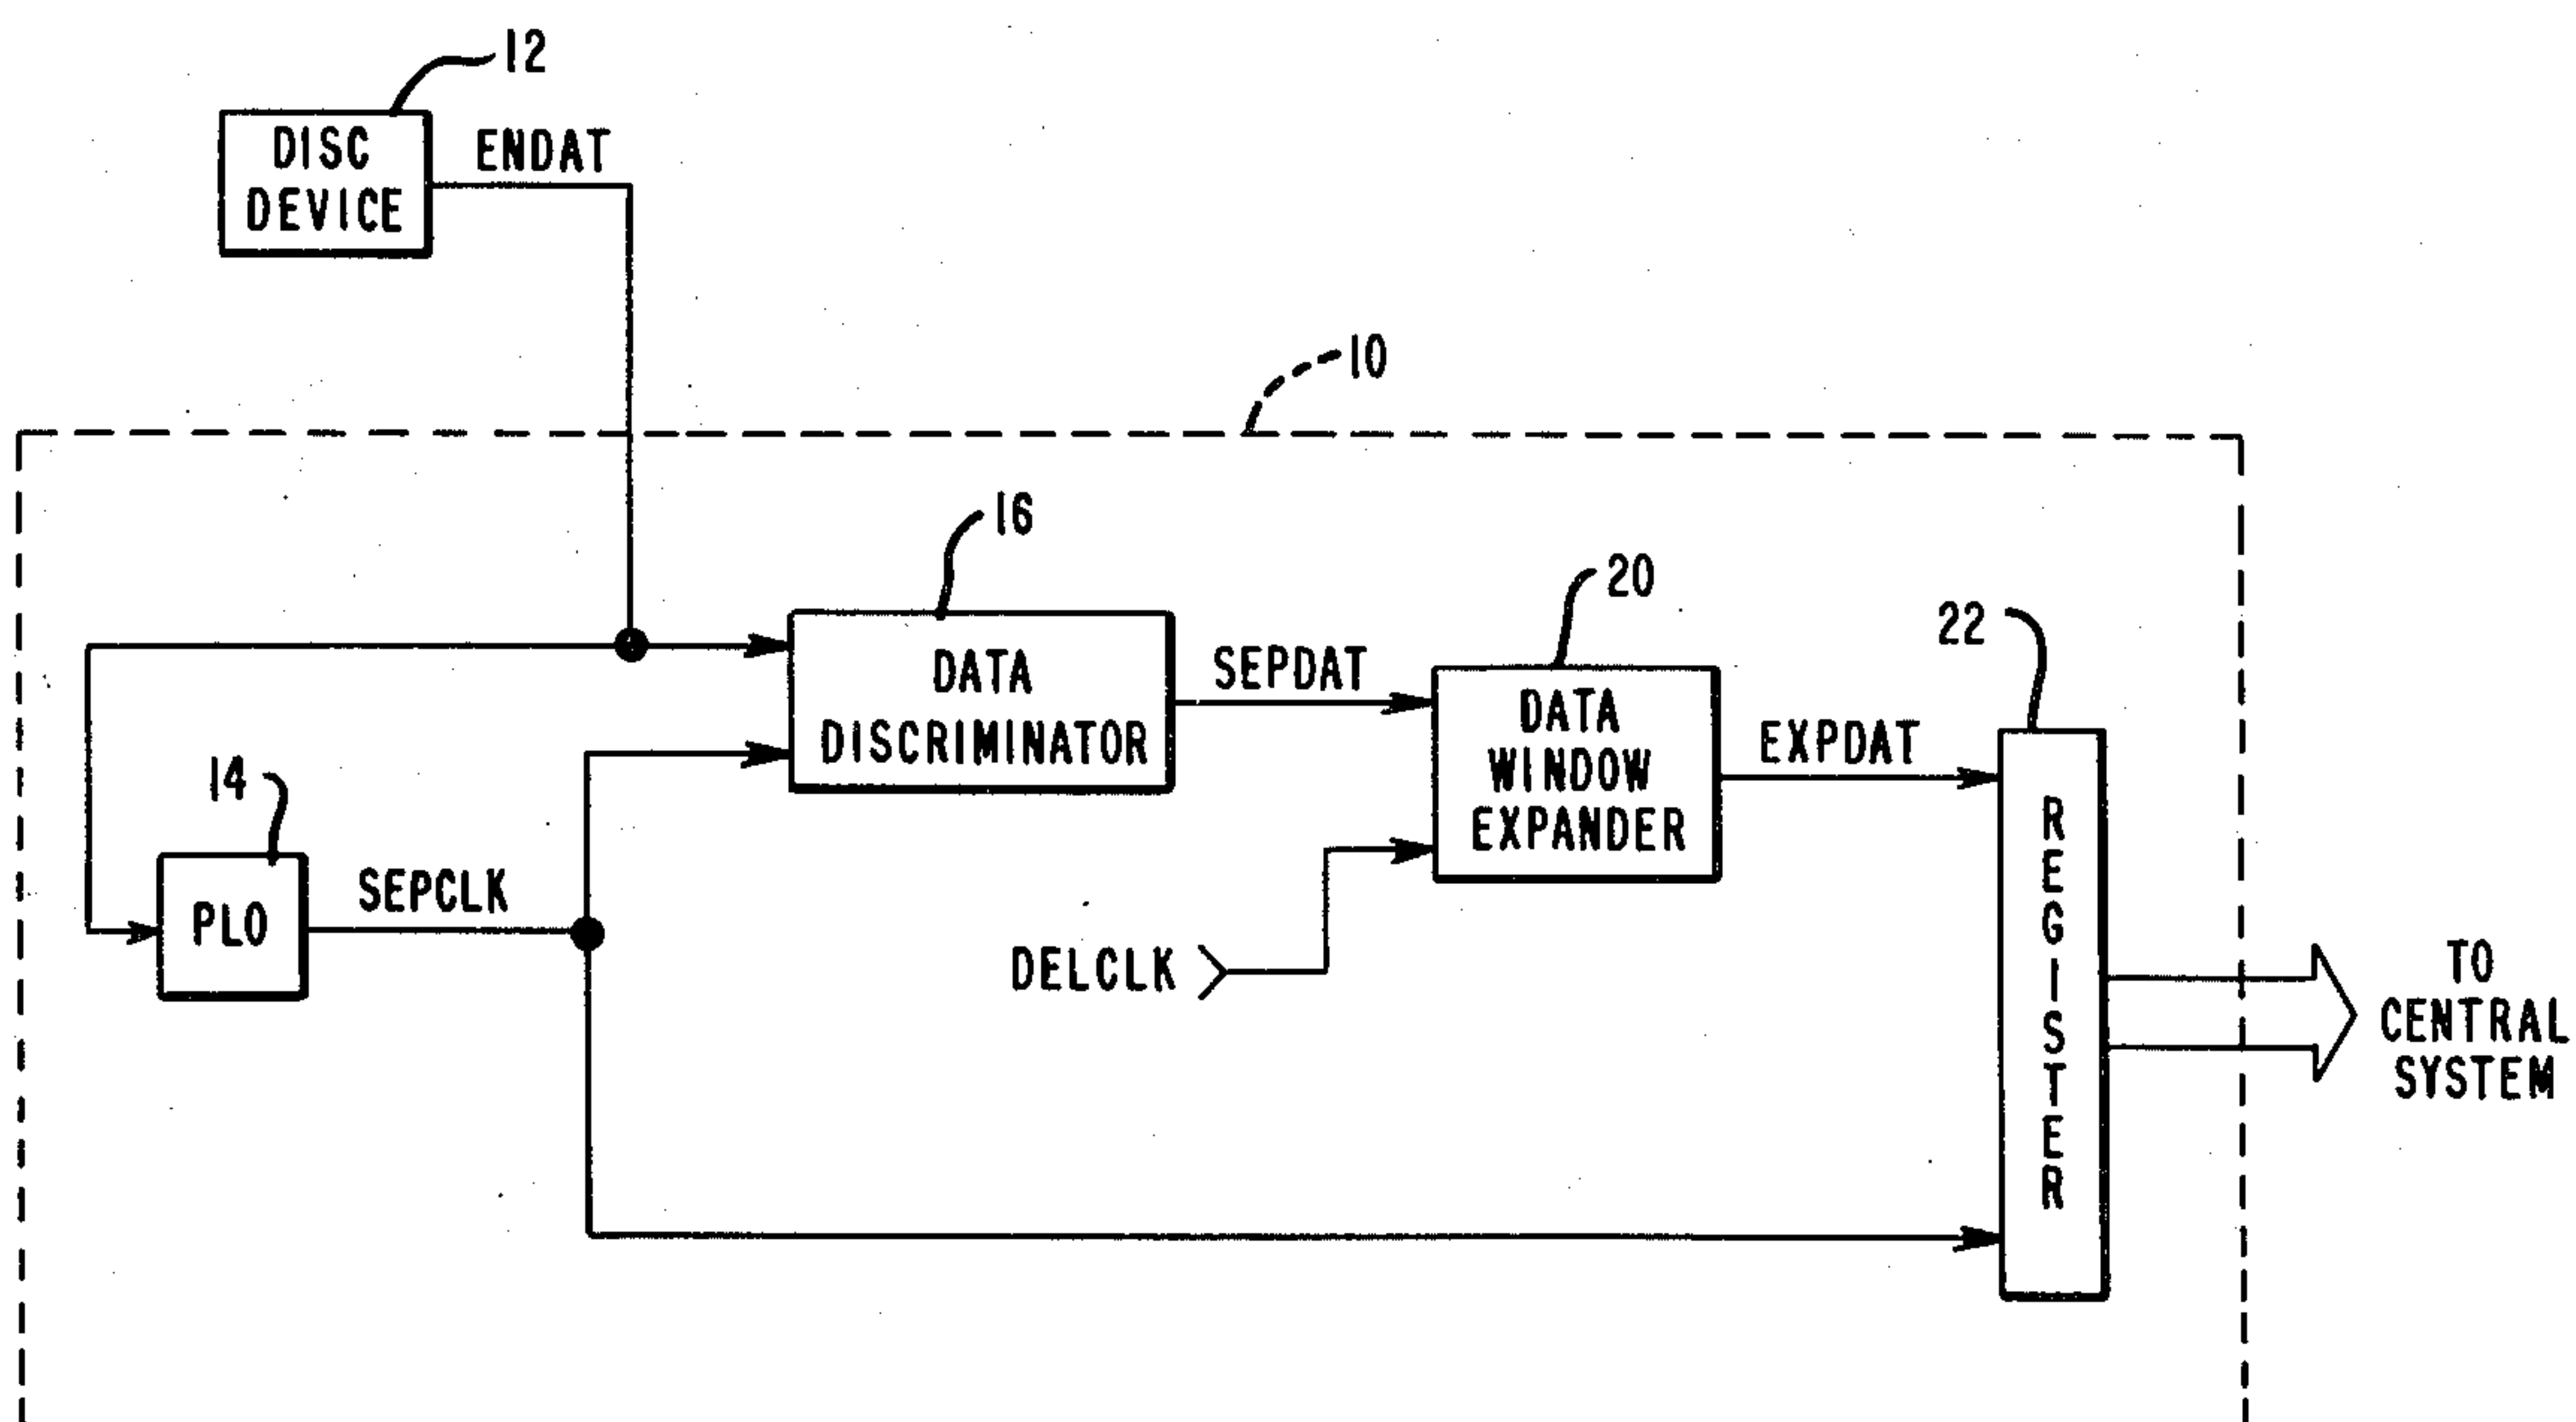 12
DISC
DEVICE
ENDAT
10
16
DATA
DISCRIMINATOR
SEPDAT
20
DATA
WINDOW
EXPANDER
EXPDAT
22
REGISTER
14
PLO
SEPCLK
DELCLK
TO
CENTRAL
SYSTEM